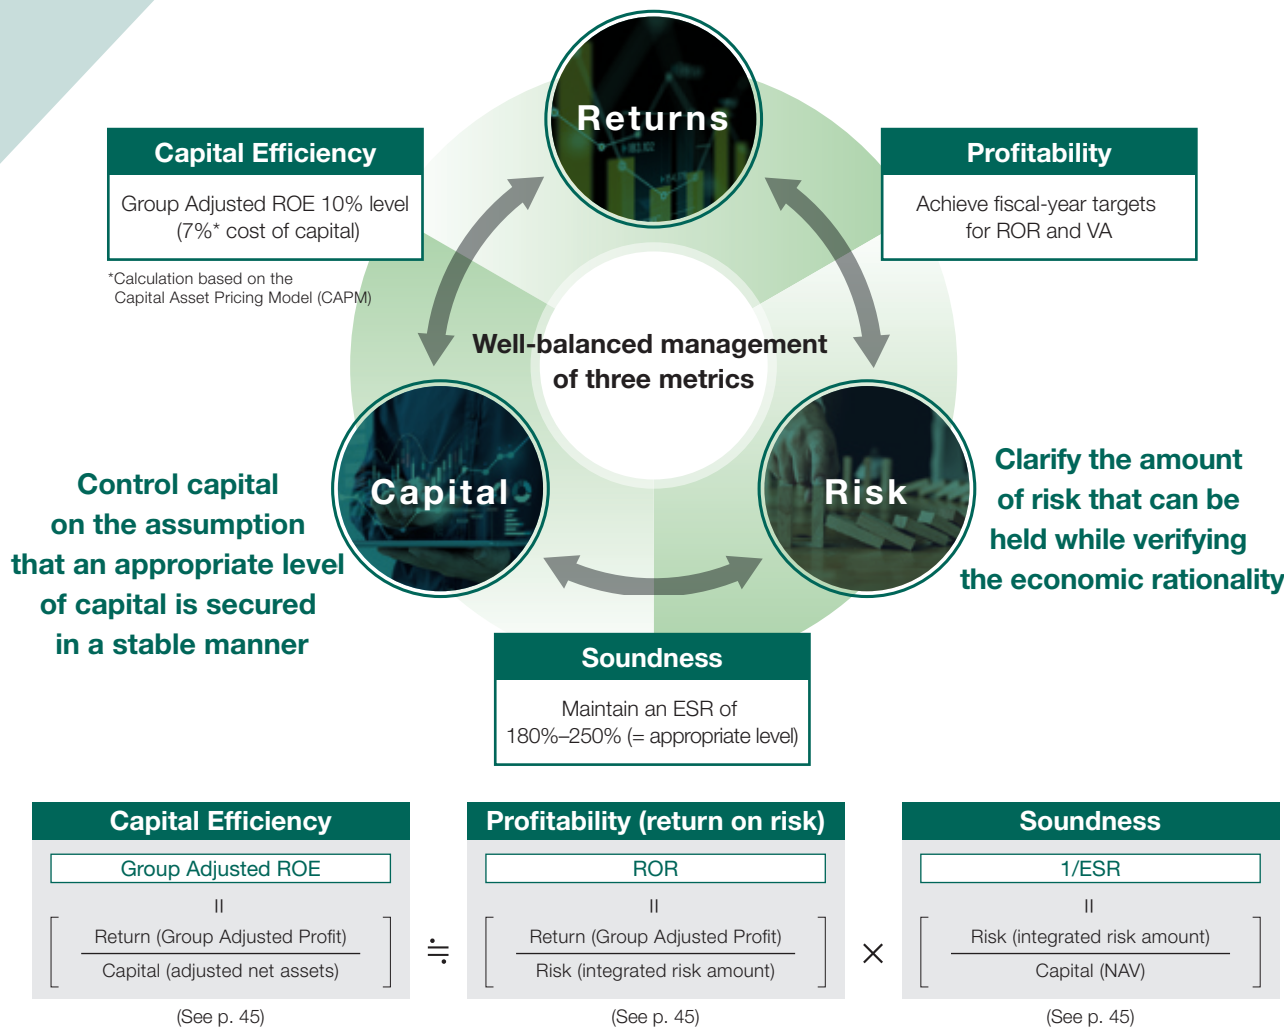 Returns
Capital Efficiency
Group Adjusted ROE 10% level
(7%* cost of capital)
*Calculation based on the
Capital Asset Pricing Model (CAPM)
Profitability
Achieve fiscal-year targets
for ROR and VA
Well-balanced management
of three metrics
Capital
Control capital
on the assumption
that an appropriate level
of capital is secured
in a stable manner
Risk
Clarify the amount
of risk that can be
held while verifying
the economic rationality
Soundness
Maintain an ESR of
180%–250% (= appropriate level)
Capital Efficiency
Group Adjusted ROE
=
Return (Group Adjusted Profit)
Capital (adjusted net assets)
(See p. 45)
≒
Profitability (return on risk)
ROR
=
Return (Group Adjusted Profit)
Risk (integrated risk amount)
(See p. 45)
×
Soundness
1/ESR
=
Risk (integrated risk amount)
Capital (NAV)
(See p. 45)